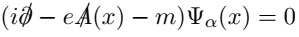 (i∂̸ − eA̸(x) − m)Ψ_α(x) = 0